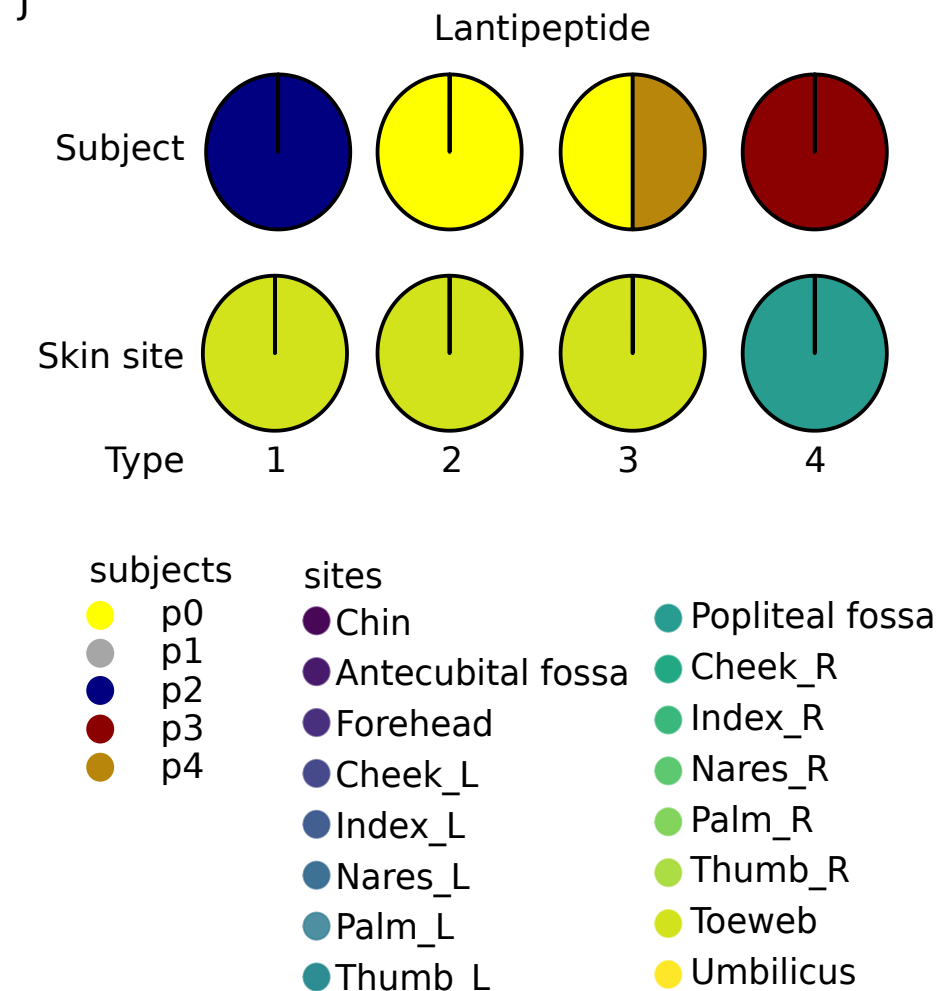 J
Lantipeptide
Subject
Skin site
Type 1 2 3 4
subjects
p0
p1
p2
p3
p4
sites
Chin
Antecubital fossa
Forehead
Cheek_L
Index_L
Nares_L
Palm_L
Thumb_L
Popliteal fossa
Cheek_R
Index_R
Nares_R
Palm_R
Thumb_R
Toeweb
Umbilicus